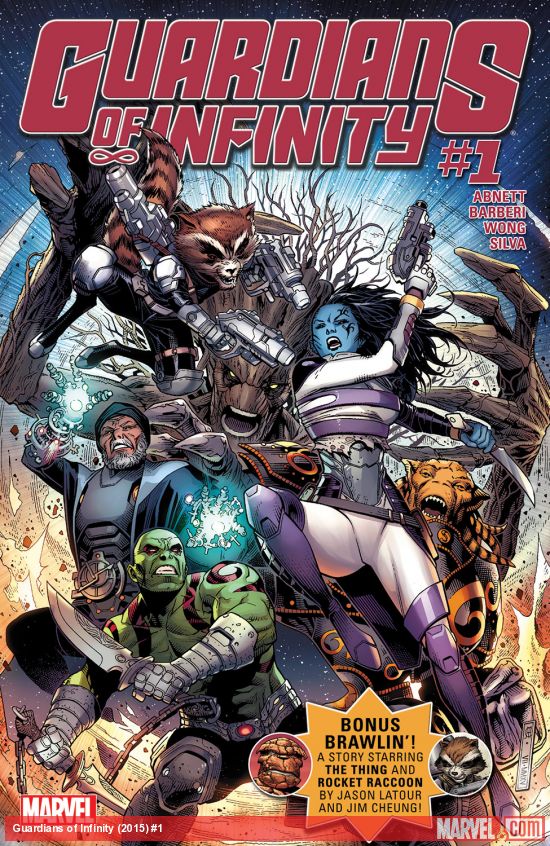 GUARDIANS
OF INFINITY
#1
ABNETT
BARBERI
WONG
SILVA
BONUS
BRAWLIN'!
A STORY STARRING
THE THING AND
ROCKET RACCOON
BY JASON LATOUR
AND JIM CHEUNG!
MARVEL
Guardians of Infinity (2015) #1
MARVEL.com